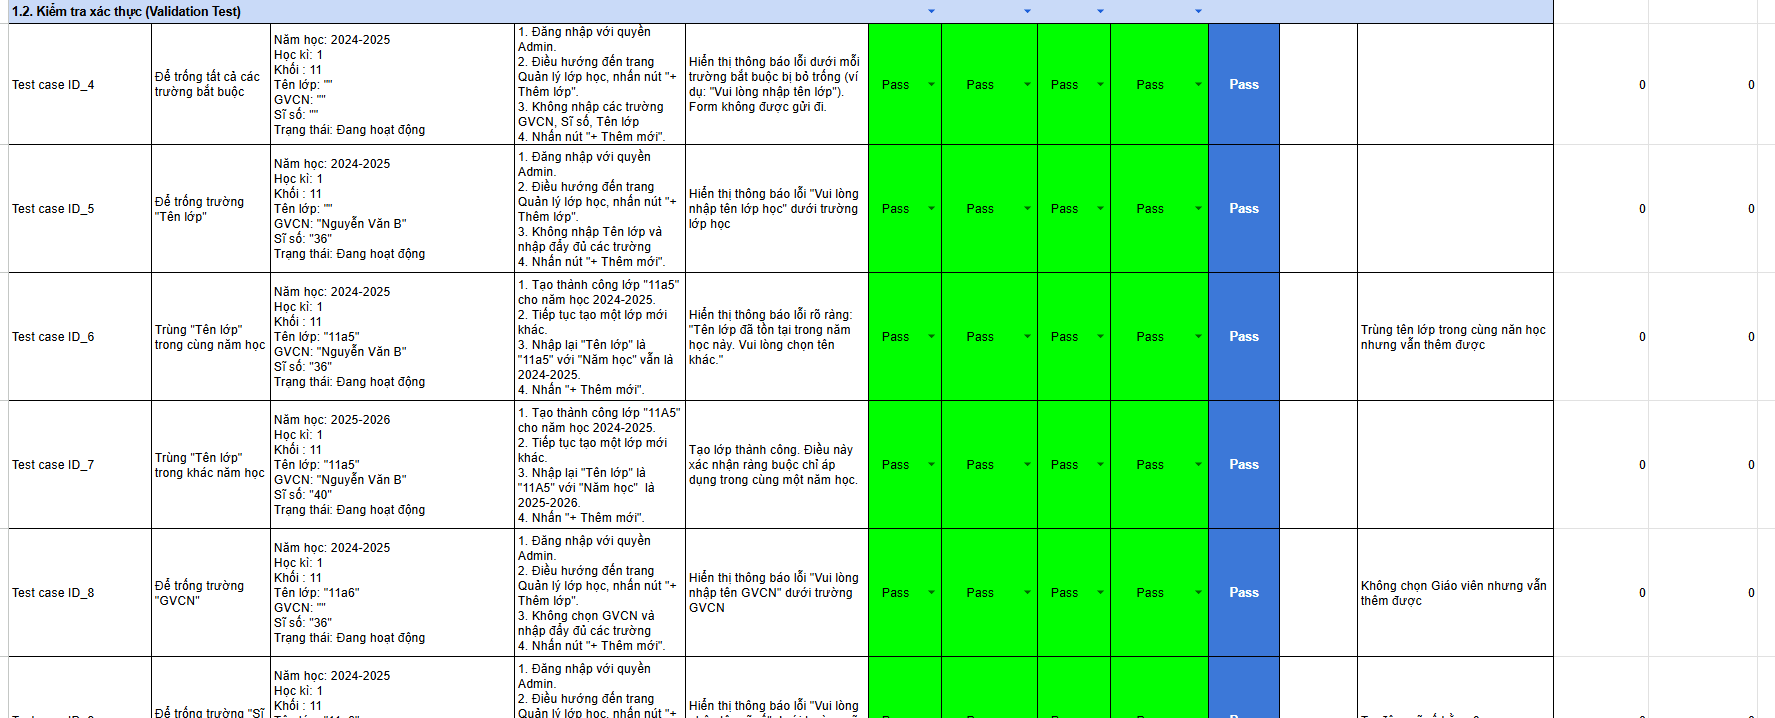 1.2. Kiểm tra xác thực (Validation Test)
Test case ID_4
Để trống tất cả các
trường bắt buộc
Năm học: 2024-2025
Học kì: 1
Khối : 11
Tên lớp: ""
GVCN: ""
Sĩ số: ""
Trạng thái: Đang hoạt động
1. Đăng nhập với quyền
Admin.
2. Điều hướng đến trang
Quản lý lớp học, nhấn nút "+
Thêm lớp".
3. Không nhập các trường
GVCN, Sĩ số, Tên lớp
4. Nhấn nút "+ Thêm mới".
Hiển thị thông báo lỗi dưới mỗi
trường bắt buộc bị bỏ trống (ví
dụ: "Vui lòng nhập tên lớp").
Form không được gửi đi.
Pass
Pass
Pass
Pass
Pass
0
0
Test case ID_5
Để trống trường
"Tên lớp"
Năm học: 2024-2025
Học kì: 1
Khối : 11
Tên lớp: ""
GVCN: "Nguyễn Văn B"
Sĩ số: "36"
Trạng thái: Đang hoạt động
1. Đăng nhập với quyền
Admin.
2. Điều hướng đến trang
Quản lý lớp học, nhấn nút "+
Thêm lớp".
3. Không nhập Tên lớp và
nhập đầy đủ các trường
4. Nhấn nút "+ Thêm mới".
Hiển thị thông báo lỗi "Vui lòng
nhập tên lớp học" dưới trường
lớp học
Pass
Pass
Pass
Pass
Pass
0
0
Test case ID_6
Trùng "Tên lớp"
trong cùng năm học
Năm học: 2024-2025
Học kì: 1
Khối : 11
Tên lớp: "11a5"
GVCN: "Nguyễn Văn B"
Sĩ số: "36"
Trạng thái: Đang hoạt động
1. Tạo thành công lớp "11a5"
cho năm học 2024-2025.
2. Tiếp tục tạo một lớp mới
khác.
3. Nhập lại "Tên lớp" là
"11a5" với "Năm học" vẫn là
2024-2025.
4. Nhấn "+ Thêm mới".
Hiển thị thông báo lỗi rõ ràng:
"Tên lớp đã tồn tại trong năm
học này. Vui lòng chọn tên
khác."
Pass
Pass
Pass
Pass
Pass
Trùng tên lớp trong cùng năn học
nhưng vẫn thêm được
0
0
Test case ID_7
Trùng "Tên lớp"
trong khác năm học
Năm học: 2025-2026
Học kì: 1
Khối : 11
Tên lớp: "11a5"
GVCN: "Nguyễn Văn B"
Sĩ số: "40"
Trạng thái: Đang hoạt động
1. Tạo thành công lớp "11A5"
cho năm học 2024-2025.
2. Tiếp tục tạo một lớp mới
khác.
3. Nhập lại "Tên lớp" là
"11A5" với "Năm học"  là
2025-2026.
4. Nhấn "+ Thêm mới".
Tạo lớp thành công. Điều này
xác nhận ràng buộc chỉ áp
dụng trong cùng một năm học.
Pass
Pass
Pass
Pass
Pass
0
0
Test case ID_8
Để trống trường
"GVCN"
Năm học: 2024-2025
Học kì: 1
Khối : 11
Tên lớp: "11a6"
GVCN: ""
Sĩ số: "36"
Trạng thái: Đang hoạt động
1. Đăng nhập với quyền
Admin.
2. Điều hướng đến trang
Quản lý lớp học, nhấn nút "+
Thêm lớp".
3. Không chọn GVCN và
nhập đầy đủ các trường
4. Nhấn nút "+ Thêm mới".
Hiển thị thông báo lỗi "Vui lòng
nhập tên GVCN" dưới trường
GVCN
Pass
Pass
Pass
Pass
Pass
Không chọn Giáo viên nhưng vẫn
thêm được
0
0
Để trống trường "Sĩ
Năm học: 2024-2025
Học kì: 1
Khối : 11
1. Đăng nhập với quyền
Admin.
2. Điều hướng đến trang
Quản lý lớp học, nhấn nút "+
Hiển thị thông báo lỗi "Vui lòng